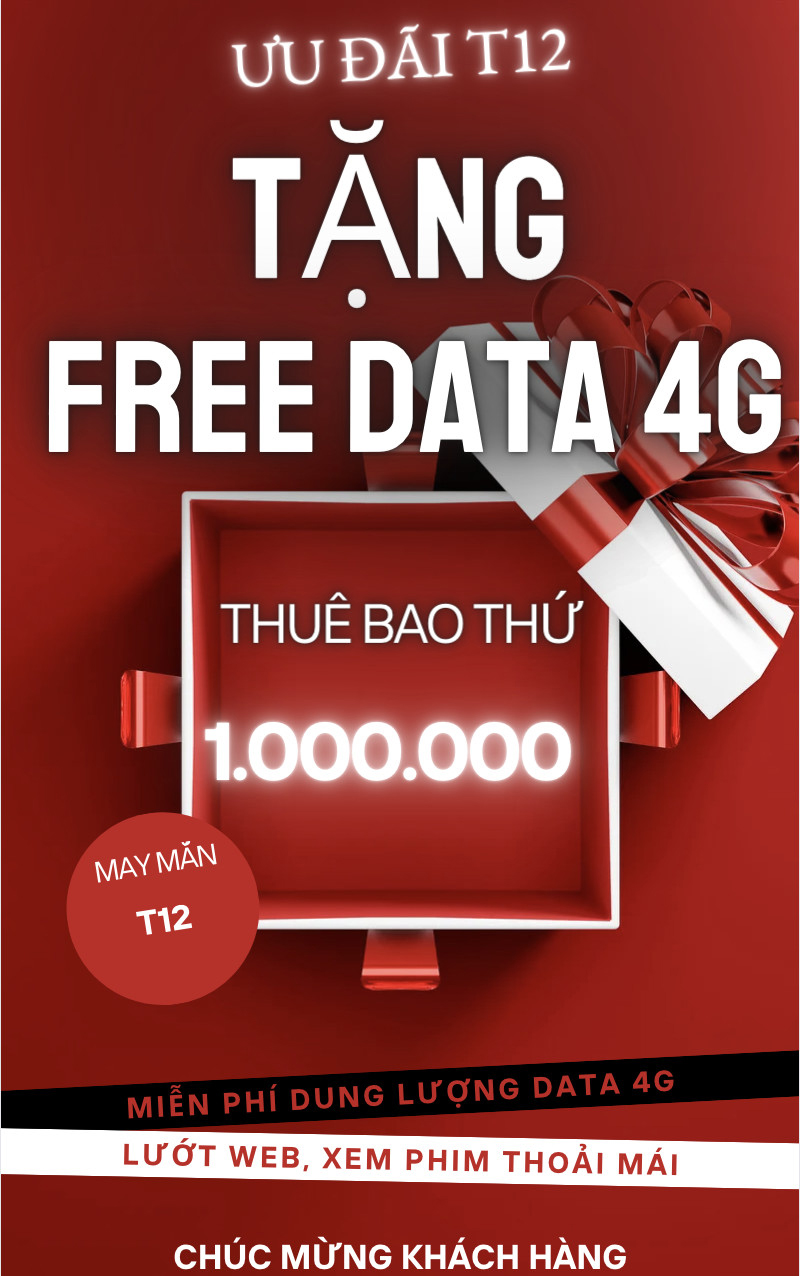 ƯU ĐÃI T12
TẶNG
FREE DATA 4G
THUÊ BAO THỨ
1.000.000
MAY MẮN
T12
MIỄN PHÍ DUNG LƯỢNG DATA 4G
LƯỚT WEB, XEM PHIM THOẢI MÁI
CHÚC MỪNG KHÁCH HÀNG